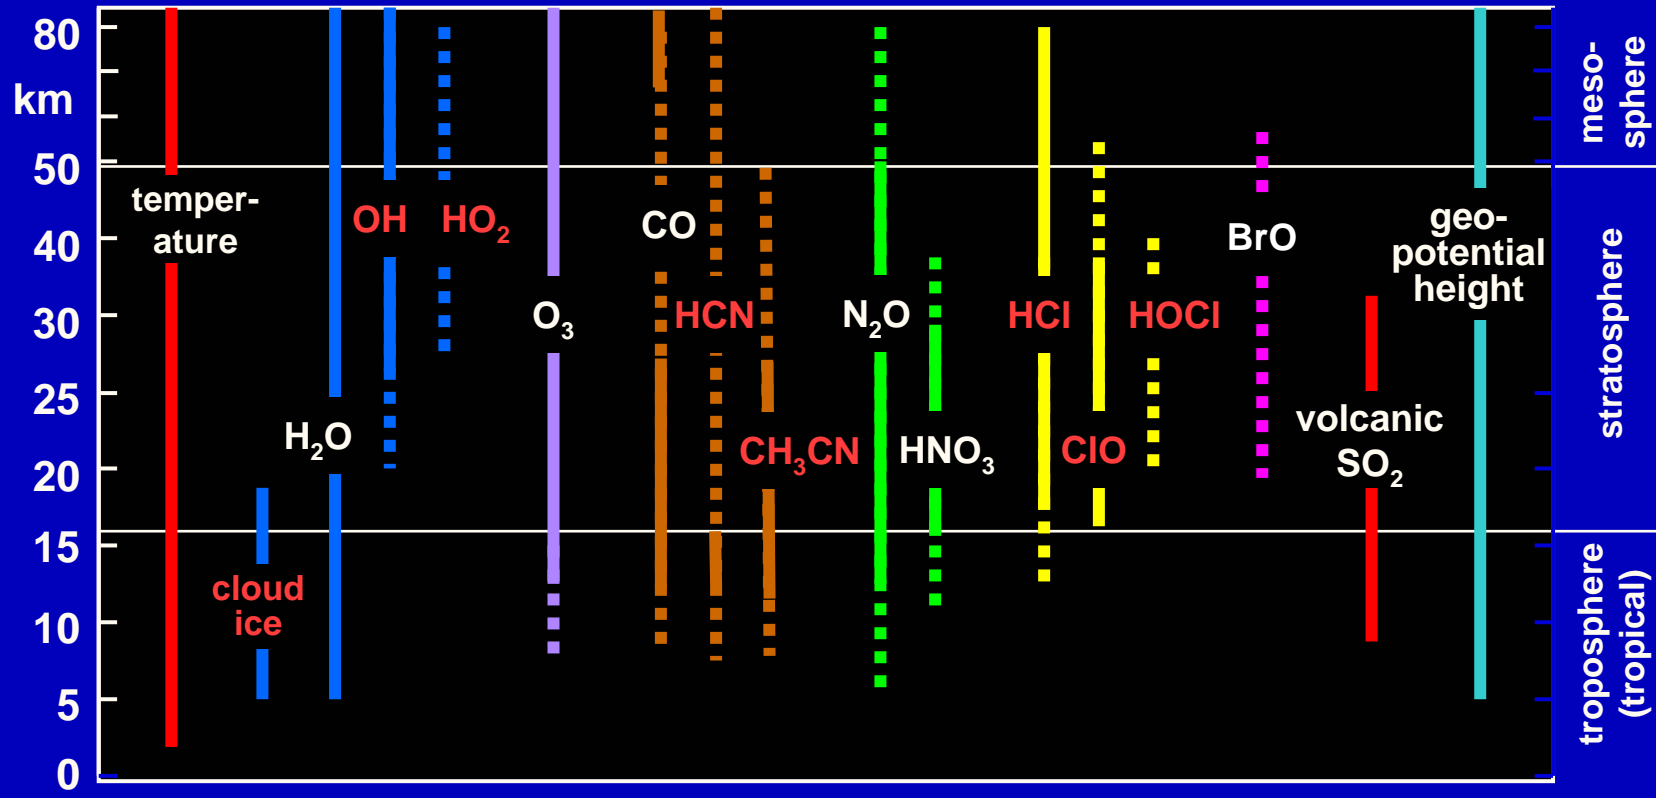 80
km
50
40
30
25
20
15
10
5
0
temper-
ature
cloud
ice
H2O
OH
HO2
O3
CO
HCN
CH3CN
N2O
HNO3
HCl
ClO
HOCl
BrO
volcanic
SO2
geo-
potential
height
meso-
sphere
stratosphere
troposphere
(tropical)